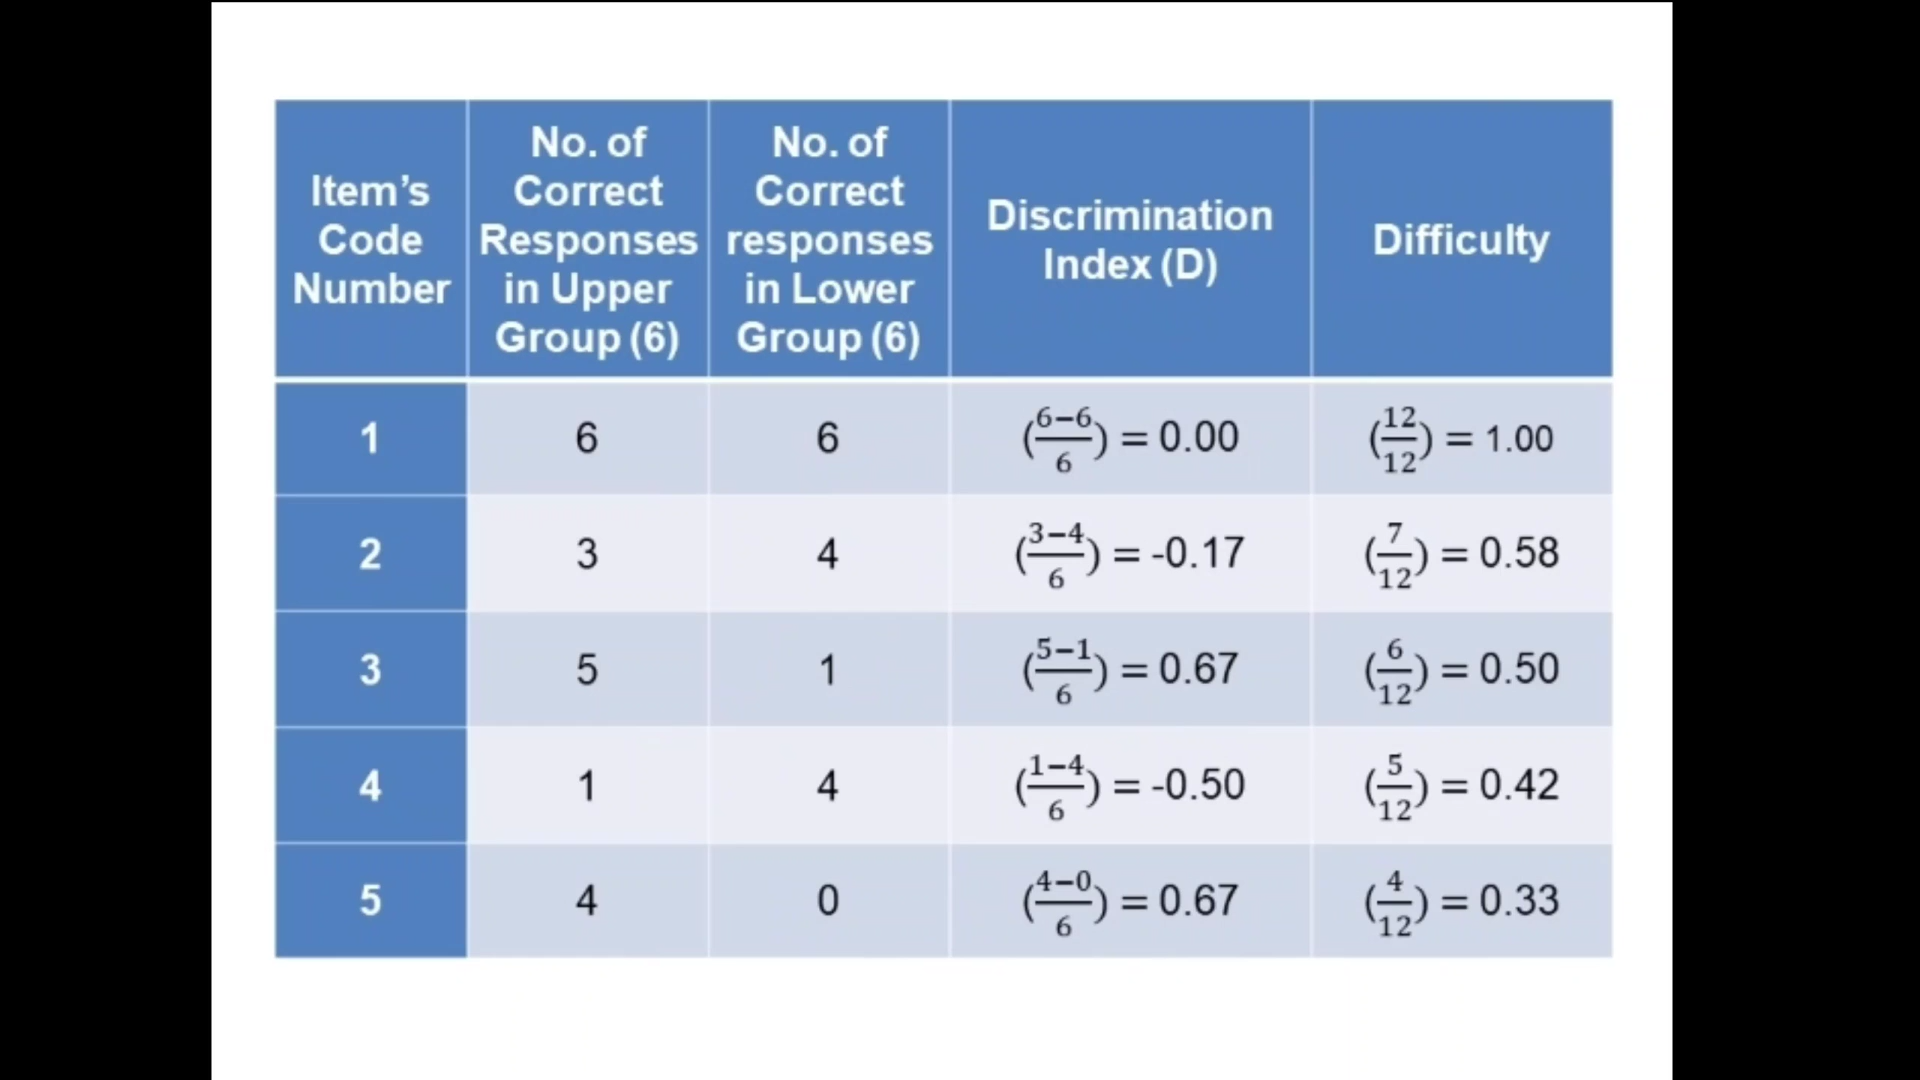 Item's Code Number
No. of Correct Responses in Upper Group (6)
No. of Correct responses in Lower Group (6)
Discrimination Index (D)
Difficulty
1
6
6
(6−6/6) = 0.00
(12/12) = 1.00
2
3
4
(3−4/6) = -0.17
(7/12) = 0.58
3
5
1
(5−1/6) = 0.67
(6/12) = 0.50
4
1
4
(1−4/6) = -0.50
(5/12) = 0.42
5
4
0
(4−0/6) = 0.67
(4/12) = 0.33